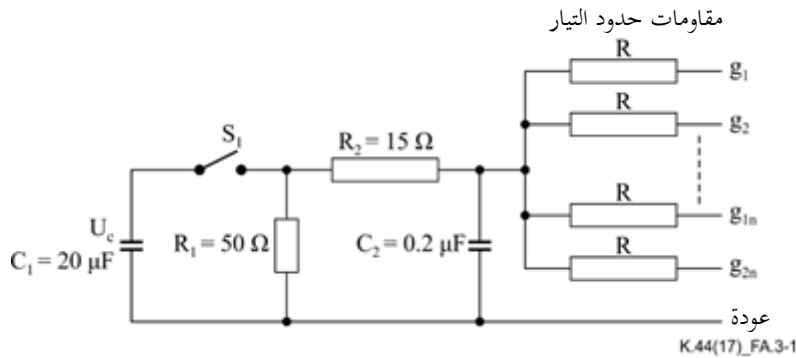 مقاومات حدود التيار
R
g₁
R
g₂
S₁
R₂ = 15 Ω
R
g₁ₙ
U꜀
C₁ = 20 μF
R₁ = 50 Ω
C₂ = 0.2 μF
R
g₂ₙ
عودة
K.44(17)_FA.3-1